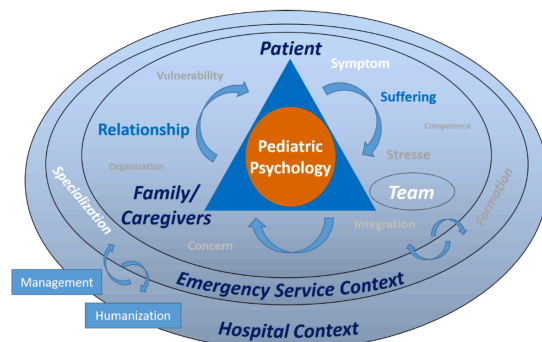 Patient
Vulnerability
Symptom
Relationship
Suffering
Pediatric
Psychology
Competence
Organization
Stresse
Specialization
Family/
Caregivers
Team
Formation
Concern
Integration
Management
Emergency Service Context
Humanization
Hospital Context